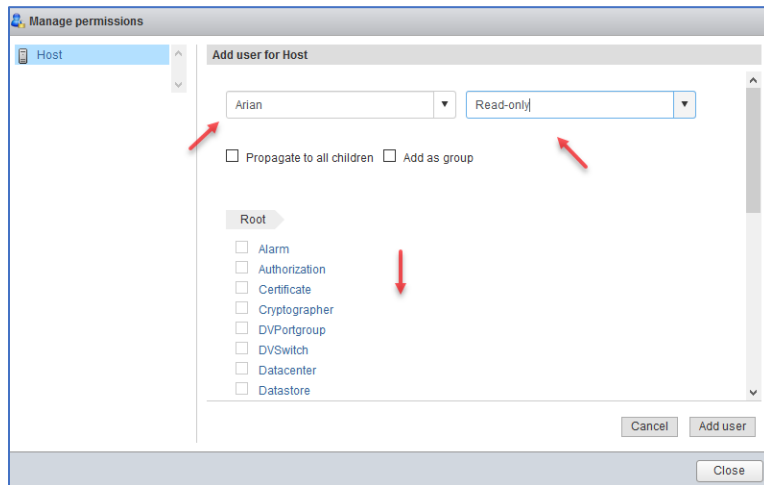 Manage permissions
Host
Add user for Host
Arian Read-only
Propagate to all children Add as group
Root
Alarm
Authorization
Certificate
Cryptographer
DVPortgroup
DVSwitch
Datacenter
Datastore
Cancel Add user
Close